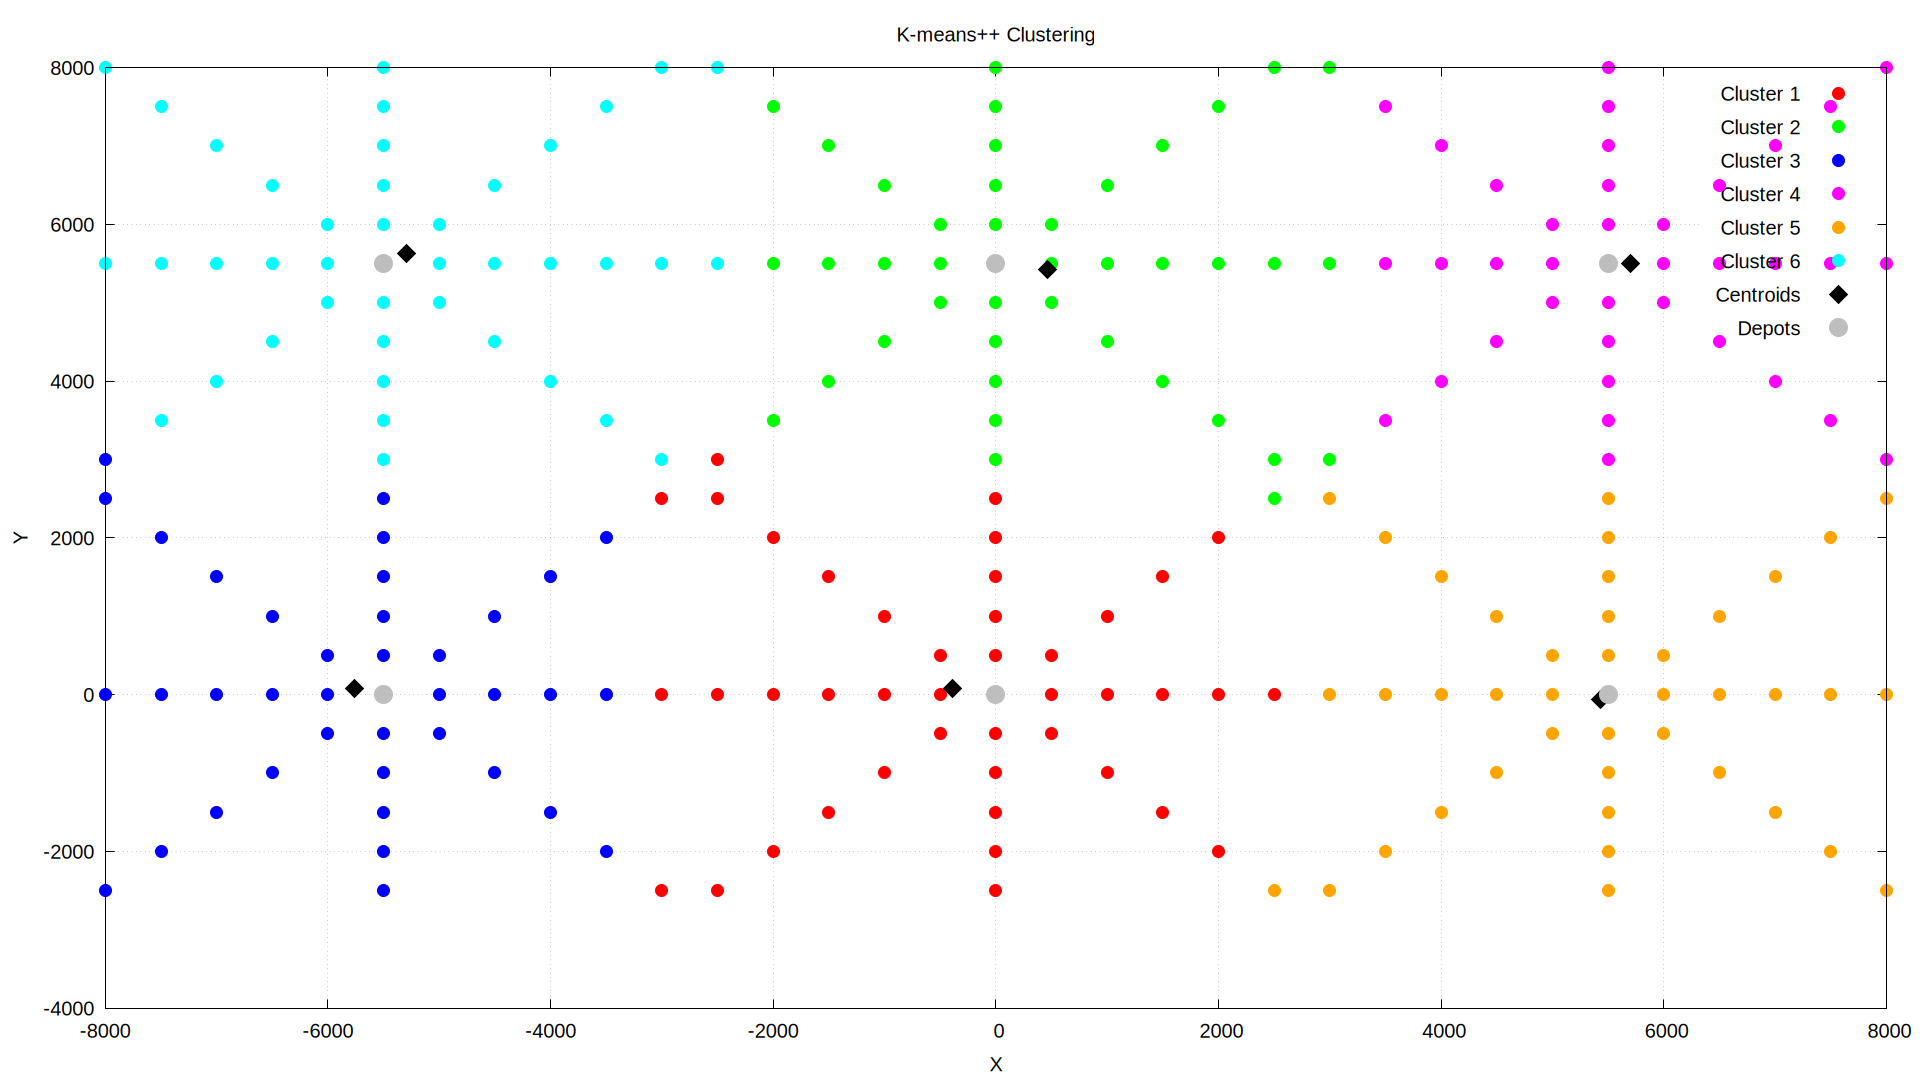 K-means++ Clustering
8000
6000
4000
2000
0
-2000
-4000
Y
Cluster 1
Cluster 2
Cluster 3
Cluster 4
Cluster 5
Cluster 6
Centroids
Depots
-8000 -6000 -4000 -2000 0 2000 4000 6000 8000
X